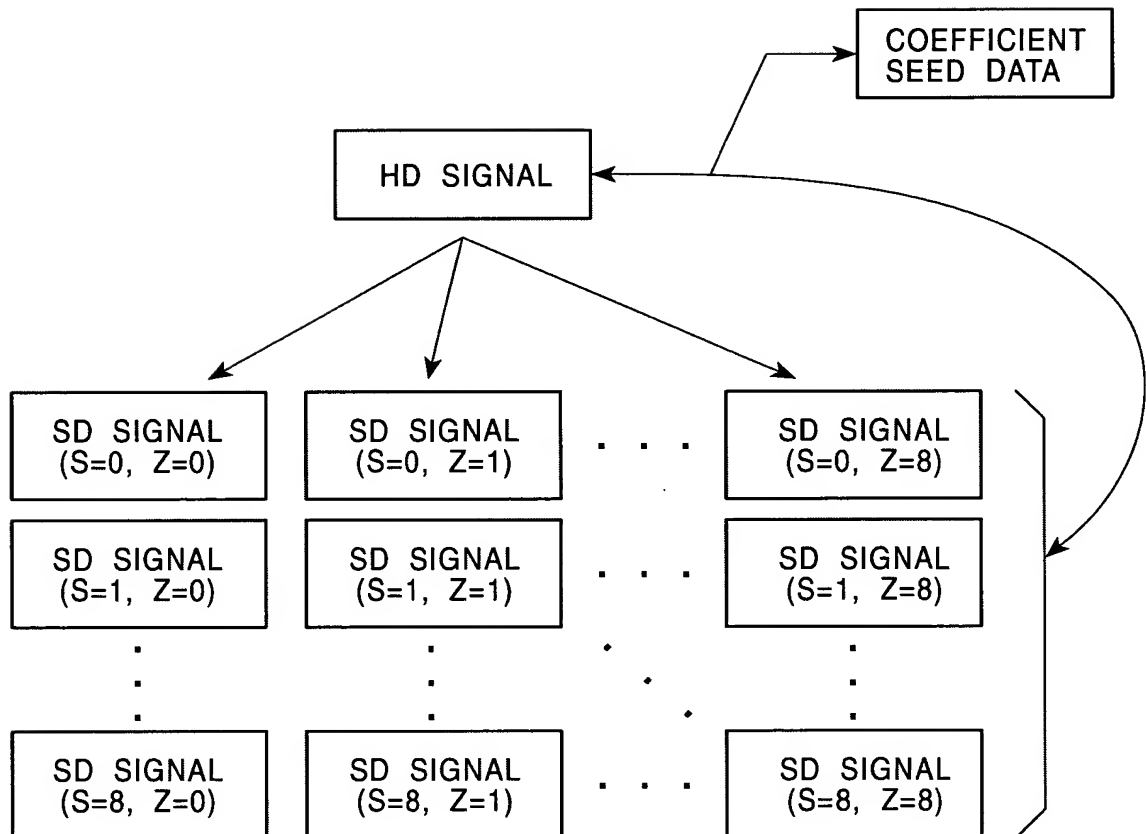 COEFFICIENT
SEED DATA
HD SIGNAL
SD SIGNAL
(S=0, Z=0)
SD SIGNAL
(S=0, Z=1)
. . .
SD SIGNAL
(S=0, Z=8)
SD SIGNAL
(S=1, Z=0)
SD SIGNAL
(S=1, Z=1)
. . .
SD SIGNAL
(S=1, Z=8)
SD SIGNAL
(S=8, Z=0)
SD SIGNAL
(S=8, Z=1)
. . .
SD SIGNAL
(S=8, Z=8)